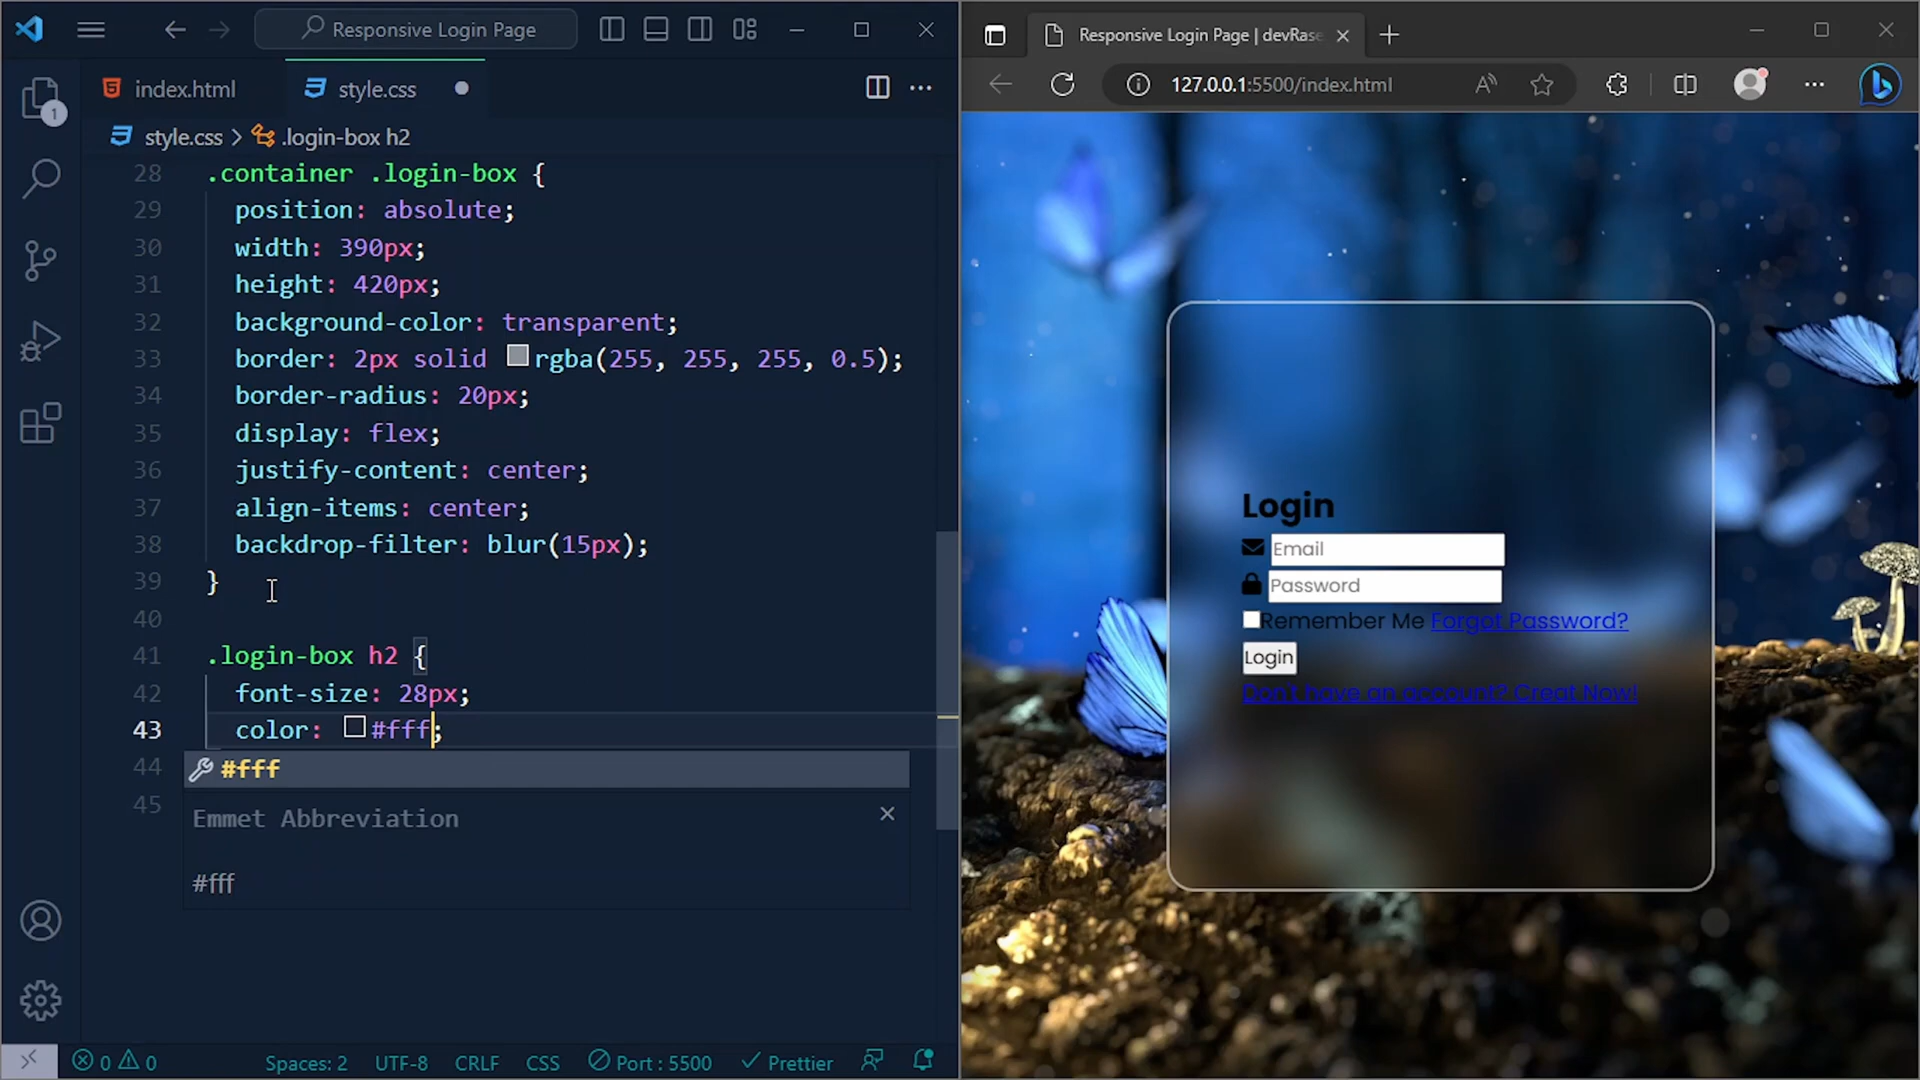 Responsive Login Page
1
index.html
style.css
style.css > .login-box h2
28 .container .login-box {
29 position: absolute;
30 width: 390px;
31 height: 420px;
32 background-color: transparent;
33 border: 2px solid rgba(255, 255, 255, 0.5);
34 border-radius: 20px;
35 display: flex;
36 justify-content: center;
37 align-items: center;
38 backdrop-filter: blur(15px);
39 }
40
41 .login-box h2 {
42 font-size: 28px;
43 color: #fff;
44
#fff
45
Emmet Abbreviation
#fff
0 0 Spaces: 2 UTF-8 CRLF CSS Port : 5500 Prettier
Responsive Login Page | devRase
127.0.0.1:5500/index.html
Login
Email
Password
Remember Me Forgot Password?
Login
Don't have an account? Creat Now!